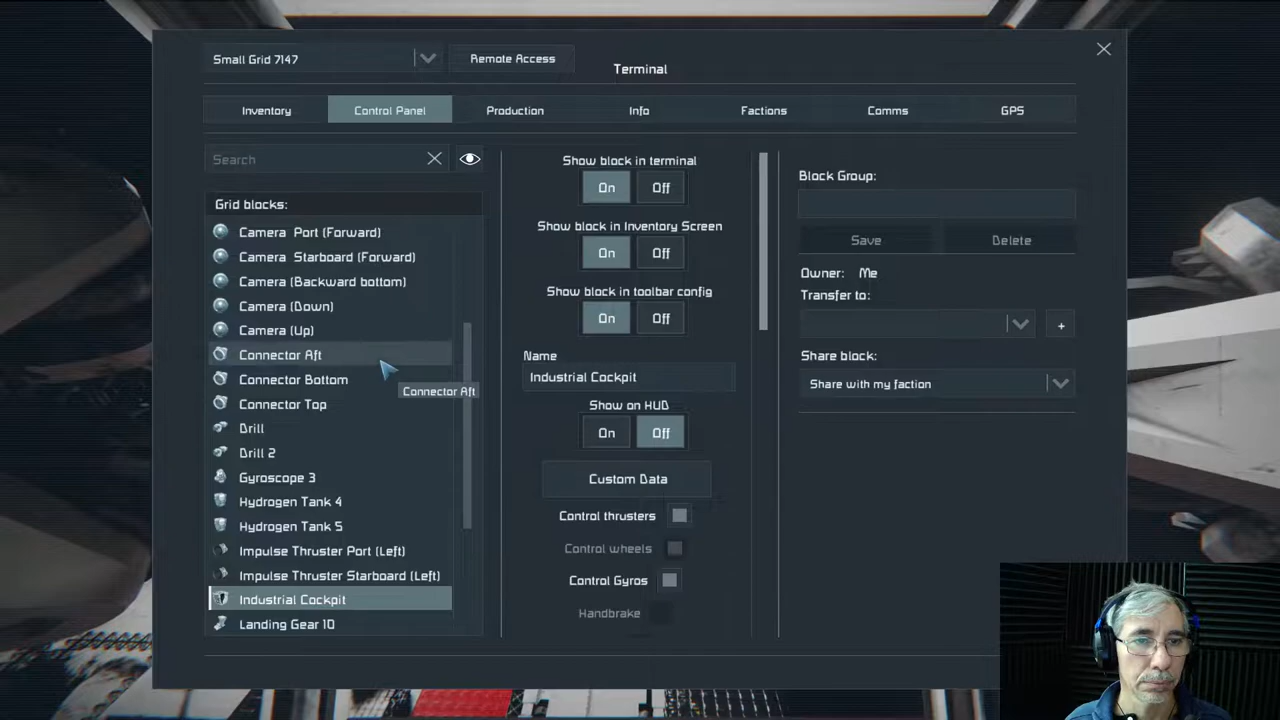 Small Grid 7147
Remote Access
Terminal
Inventory
Control Panel
Production
Info
Factions
Comms
GPS
Search
Grid blocks:
Camera Port (Forward)
Camera Starboard (Forward)
Camera (Backward bottom)
Camera (Down)
Camera (Up)
Connector Aft
Connector Bottom
Connector Aft
Connector Top
Drill
Drill 2
Gyroscope 3
Hydrogen Tank 4
Hydrogen Tank 5
Impulse Thruster Port (Left)
Impulse Thruster Starboard (Left)
Industrial Cockpit
Landing Gear 10
Show block in terminal
On Off
Show block in Inventory Screen
On Off
Show block in toolbar config
On Off
Name
Industrial Cockpit
Show on HUD
On Off
Custom Data
Control thrusters
Control wheels
Control Gyros
Handbrake
Block Group:
Save
Delete
Owner: Me
Transfer to:
+
Share block:
Share with my faction